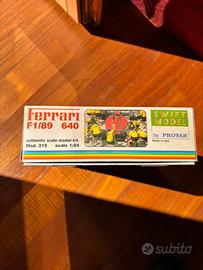 ferrari
F1/89 640
authentic scale model kit
Mod. 215 scale 1:24
SWIFT
MODEL
by PROTAR
Made in Italy
subito